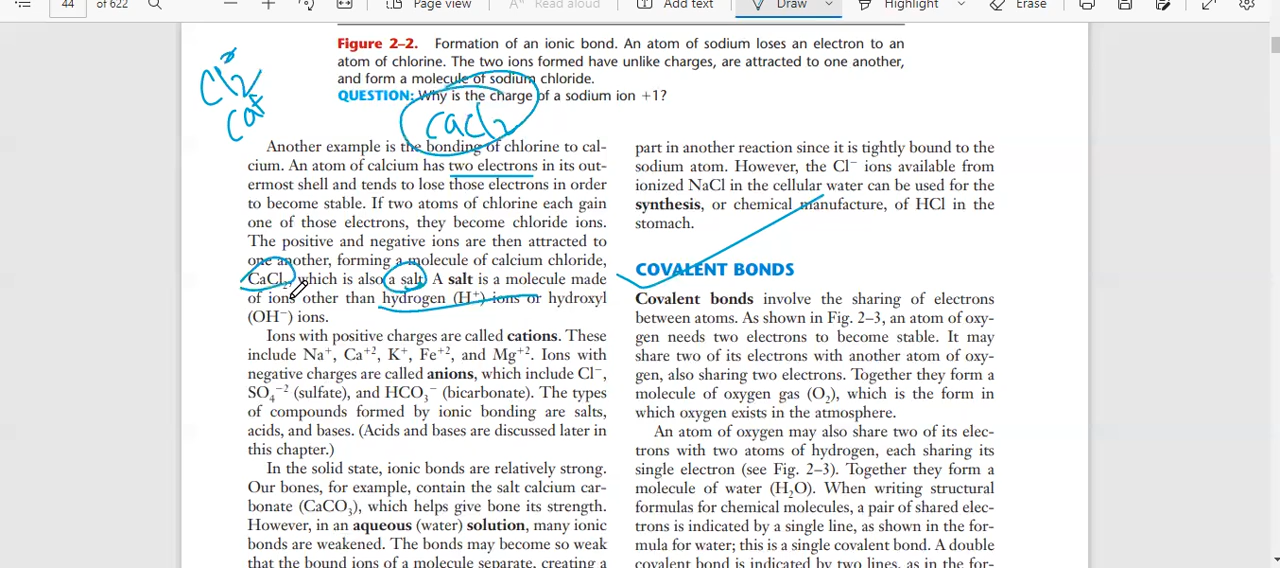 44 of 622
Page view
Read aloud
Add text
Draw
Highlight
Erase
Figure 2–2. Formation of an ionic bond. An atom of sodium loses an electron to an
atom of chlorine. The two ions formed have unlike charges, are attracted to one another,
and form a molecule of sodium chloride.
QUESTION: Why is the charge of a sodium ion +1?
Cl2
Ca+
CaCl2
Another example is the bonding of chlorine to cal-
cium. An atom of calcium has two electrons in its out-
ermost shell and tends to lose those electrons in order
to become stable. If two atoms of chlorine each gain
one of those electrons, they become chloride ions.
The positive and negative ions are then attracted to
one another, forming a molecule of calcium chloride,
CaCl₂, which is also a salt. A salt is a molecule made
of ions other than hydrogen (H⁺) ions or hydroxyl
(OH⁻) ions.
Ions with positive charges are called cations. These
include Na⁺, Ca⁺², K⁺, Fe⁺², and Mg⁺². Ions with
negative charges are called anions, which include Cl⁻,
SO₄⁻² (sulfate), and HCO₃⁻ (bicarbonate). The types
of compounds formed by ionic bonding are salts,
acids, and bases. (Acids and bases are discussed later in
this chapter.)
In the solid state, ionic bonds are relatively strong.
Our bones, for example, contain the salt calcium car-
bonate (CaCO₃), which helps give bone its strength.
However, in an aqueous (water) solution, many ionic
bonds are weakened. The bonds may become so weak
that the bound ions of a molecule separate, creating a
part in another reaction since it is tightly bound to the
sodium atom. However, the Cl⁻ ions available from
ionized NaCl in the cellular water can be used for the
synthesis, or chemical manufacture, of HCl in the
stomach.
COVALENT BONDS
Covalent bonds involve the sharing of electrons
between atoms. As shown in Fig. 2–3, an atom of oxy-
gen needs two electrons to become stable. It may
share two of its electrons with another atom of oxy-
gen, also sharing two electrons. Together they form a
molecule of oxygen gas (O₂), which is the form in
which oxygen exists in the atmosphere.
An atom of oxygen may also share two of its elec-
trons with two atoms of hydrogen, each sharing its
single electron (see Fig. 2–3). Together they form a
molecule of water (H₂O). When writing structural
formulas for chemical molecules, a pair of shared elec-
trons is indicated by a single line, as shown in the for-
mula for water; this is a single covalent bond. A double
covalent bond is indicated by two lines, as in the for-